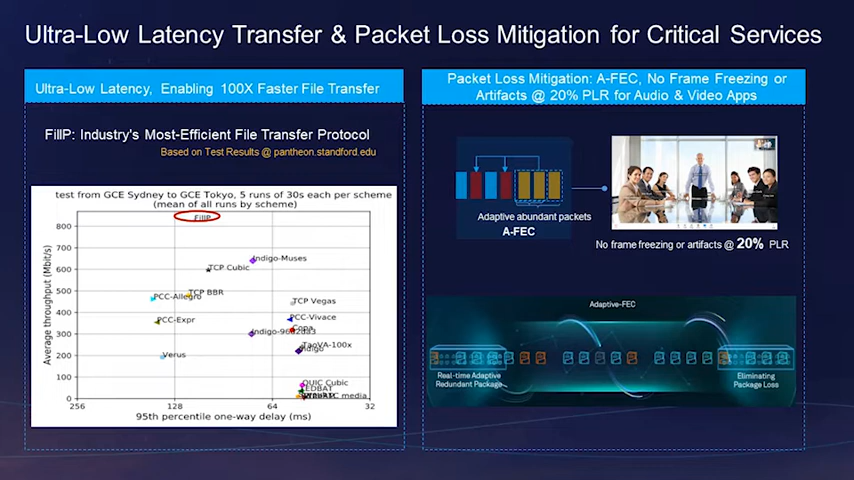 Ultra-Low Latency Transfer & Packet Loss Mitigation for Critical Services
Ultra-Low Latency, Enabling 100X Faster File Transfer
FillP: Industry's Most-Efficient File Transfer Protocol
Based on Test Results @ pantheon.standford.edu
test from GCE Sydney to GCE Tokyo, 5 runs of 30s each per scheme
(mean of all runs by scheme)
FillP
800
700
Indigo-Muses
TCP Cubic
600
500
TCP BBR
PCC-Allegro
TCP Vegas
400
PCC-Vivace
PCC-Expr
Copa
300
TaoVA-100x
Indigo
Verus
200
100
QUIC Cubic
LEDBAT
media
0
256
128
64
32
Average throughput (Mbit/s)
95th percentile one-way delay (ms)
Packet Loss Mitigation: A-FEC, No Frame Freezing or
Artifacts @ 20% PLR for Audio & Video Apps
Adaptive abundant packets
A-FEC
No frame freezing or artifacts @ 20% PLR
Adaptive-FEC
Real-time Adaptive
Redundant Package
Eliminating
Package Loss